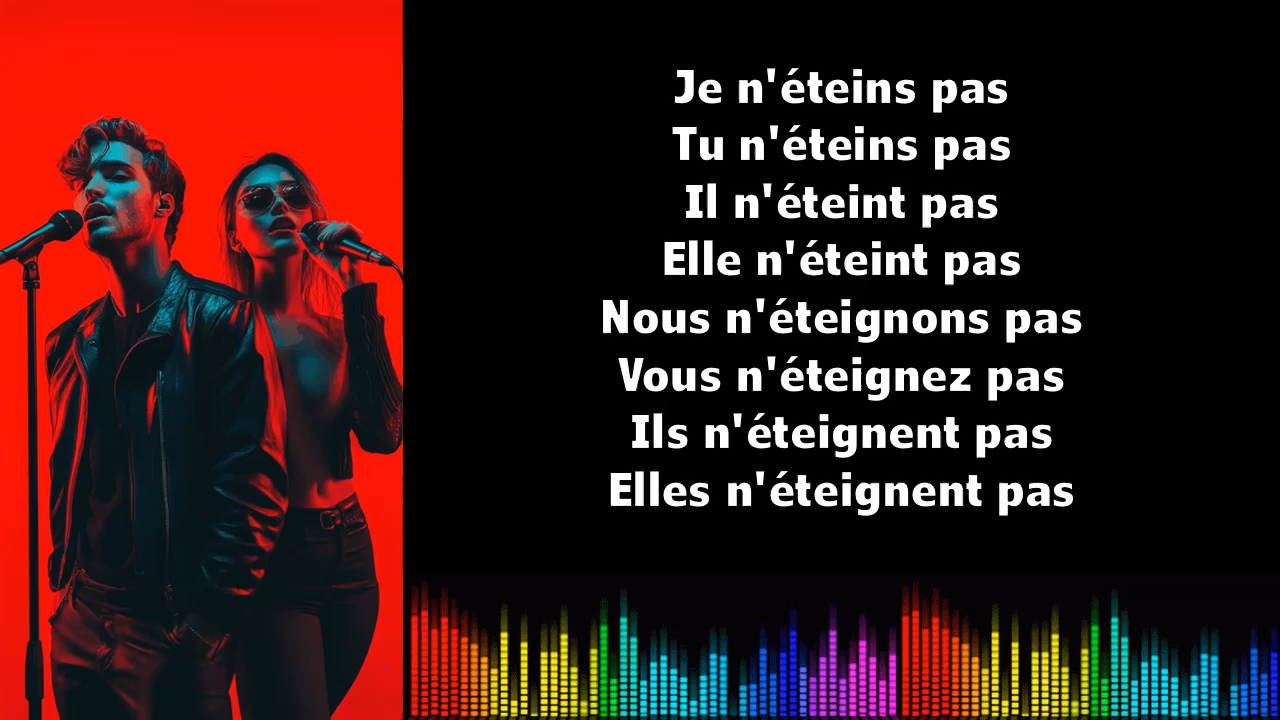 Je n'éteins pas
Tu n'éteins pas
Il n'éteint pas
Elle n'éteint pas
Nous n'éteignons pas
Vous n'éteignez pas
Ils n'éteignent pas
Elles n'éteignent pas